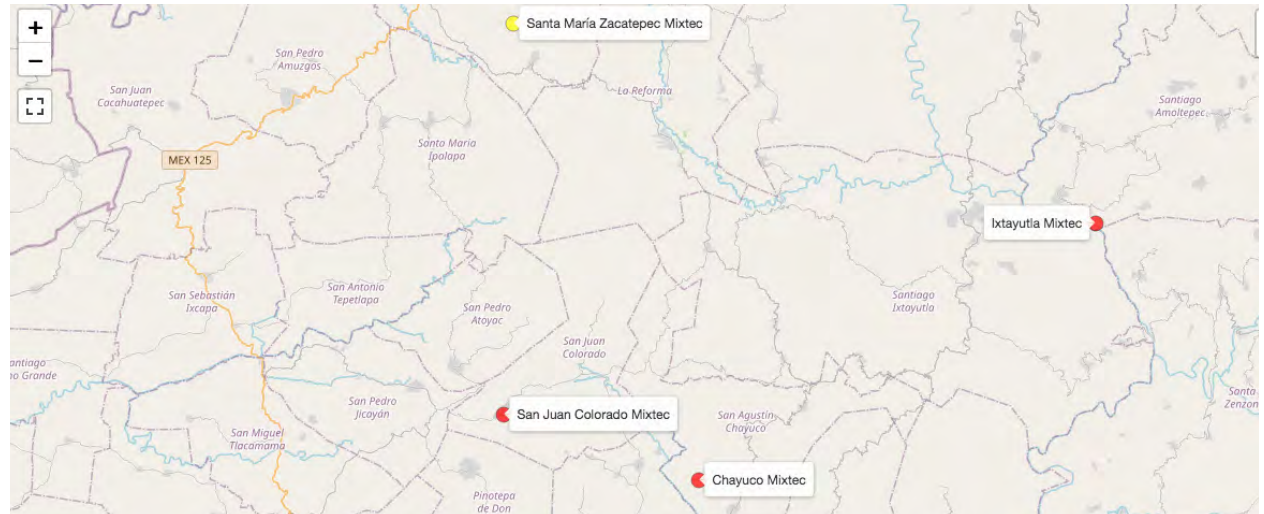 +
−
Santa María Zacatepec Mixtec
San Pedro
Amuzgos
San Juan
Cacahuatepec
La Reforma
Santiago
Amoltepec
Santa María
Ipalapa
MEX 125
Ixtayutla Mixtec
San Sebastián
Ixcapa
San Antonio
Tepetlapa
San Pedro
Atoyac
Santiago
Ixtayutla
San Juan
Colorado
antiago
o Grande
San Pedro
Jicayán
San Juan Colorado Mixtec
San Agustín
Chayuco
Santa
Zenzon
San Miguel
Tlacamama
Chayuco Mixtec
Pinotepa
de Don